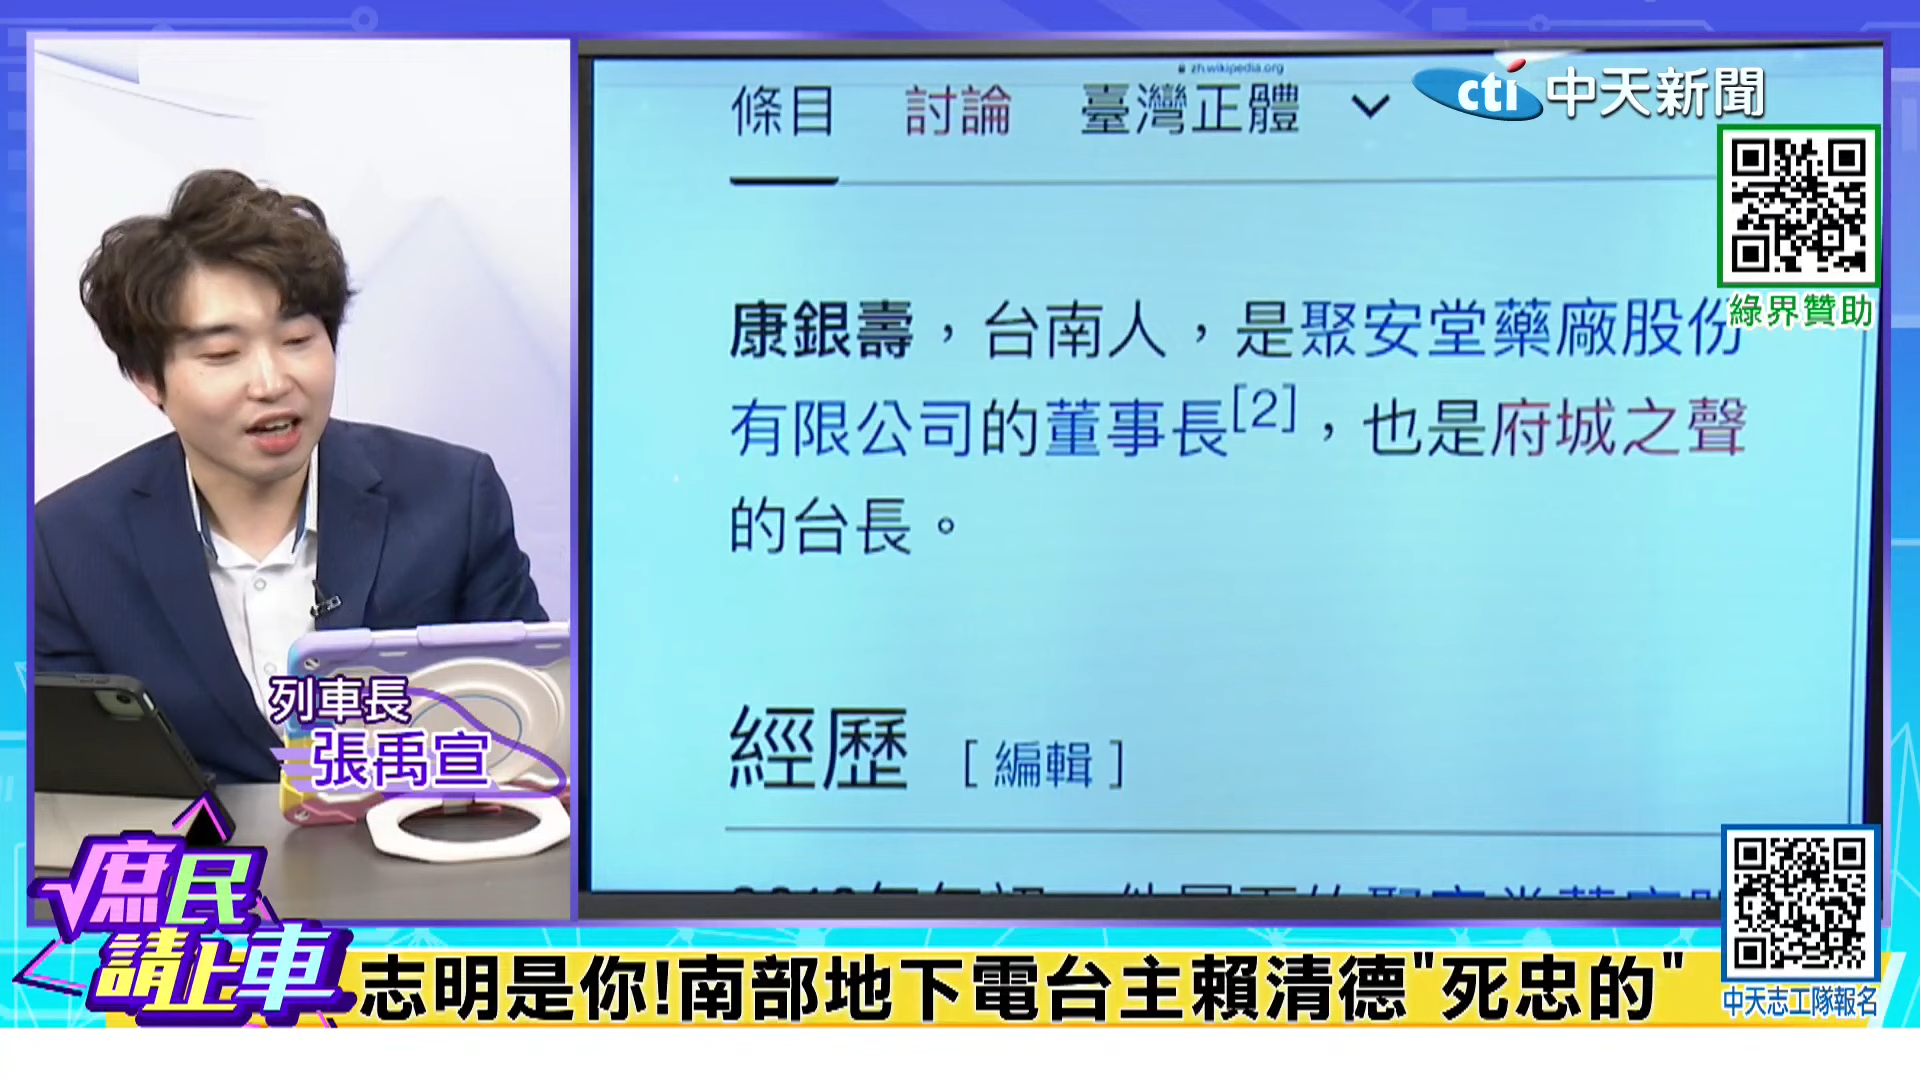 zh.wikipedia.org
條目 討論 臺灣正體
cti 中天新聞
綠界贊助
康銀壽，台南人，是聚安堂藥廠股份
有限公司的董事長[2]，也是府城之聲
的台長。
經歷 [編輯]
列車長
張禹宣
庶民
請上車
志明是你!南部地下電台主賴清德"死忠的"
中天志工隊報名